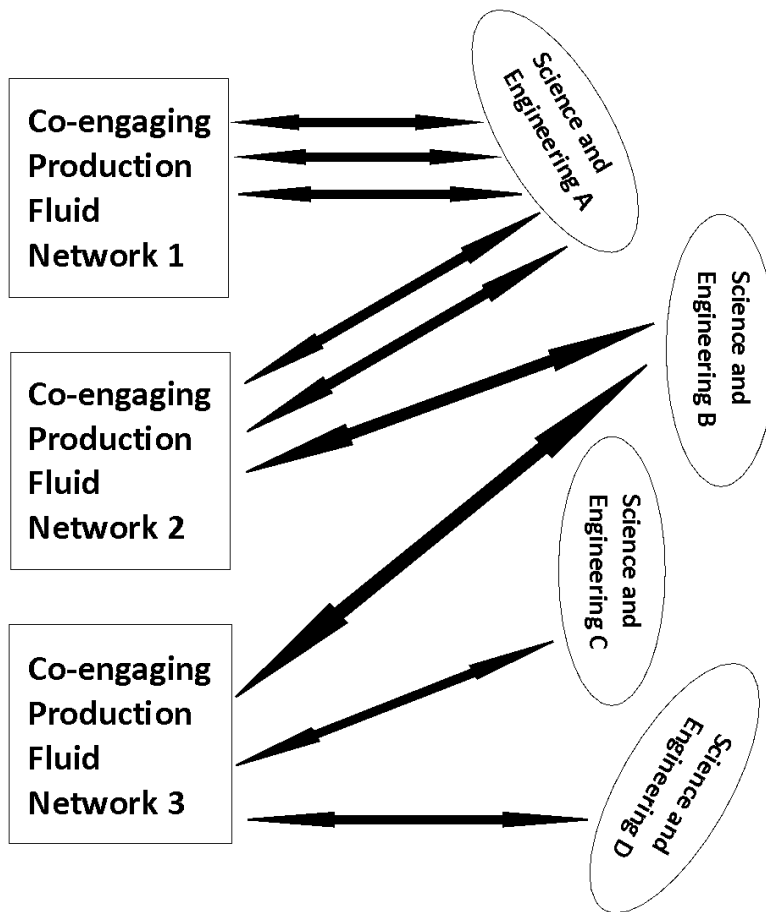 Co-engaging
Production
Fluid
Network 1
Science and
Engineering A
Co-engaging
Production
Fluid
Network 2
Science and
Engineering B
Science and
Engineering C
Co-engaging
Production
Fluid
Network 3
Science and
Engineering D